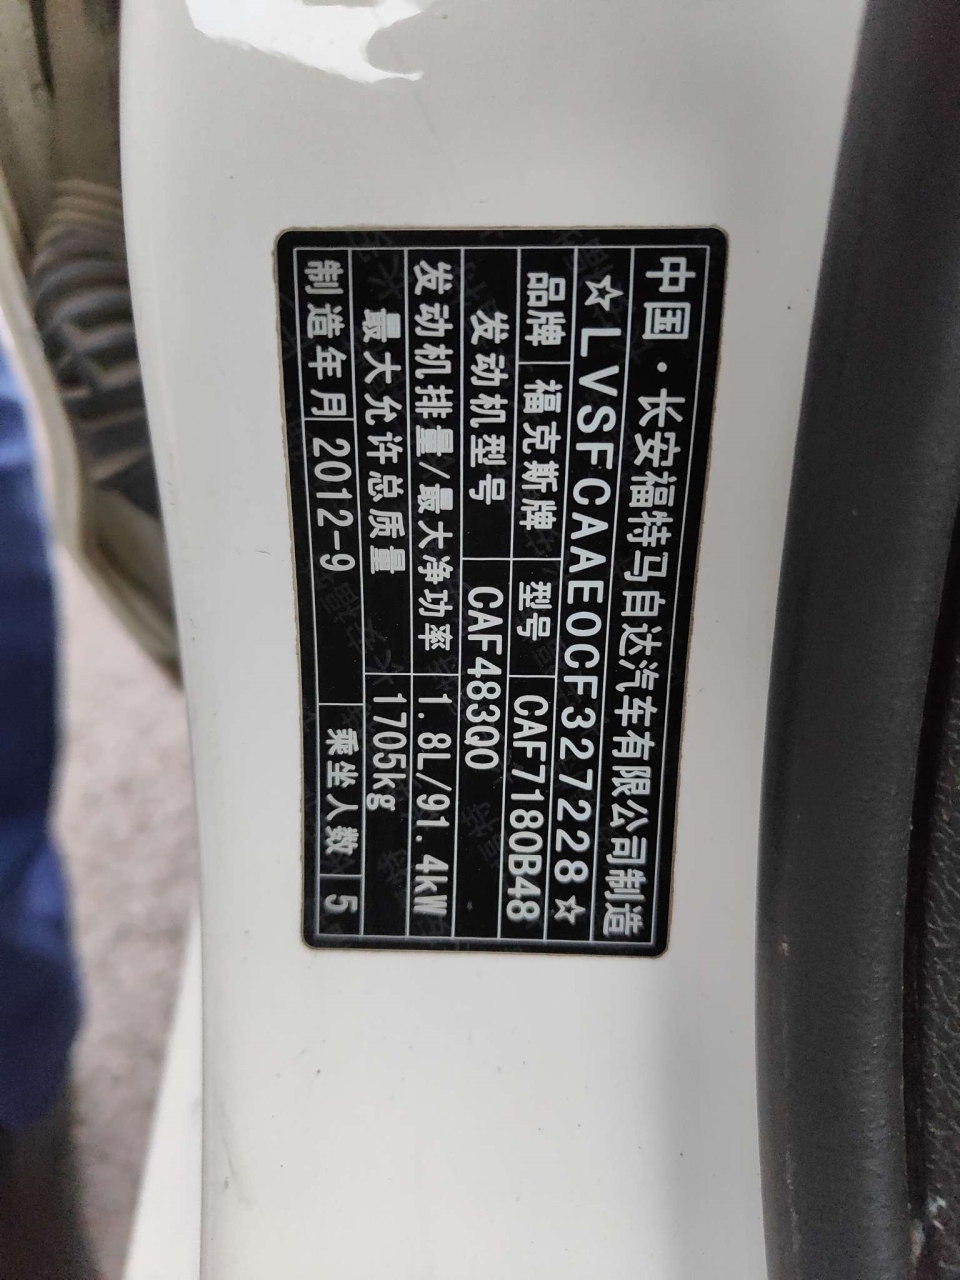 中国·长安福特马自达汽车有限公司制造
☆LVSFCAAE0CF327228☆
品牌 福克斯牌 型号 CAF7180B48
发动机型号 CAF483Q0
发动机排量/最大净功率 1.8L/91.4kW
最大允许总质量 1705kg
制造年月 2012-9 乘坐人数 5